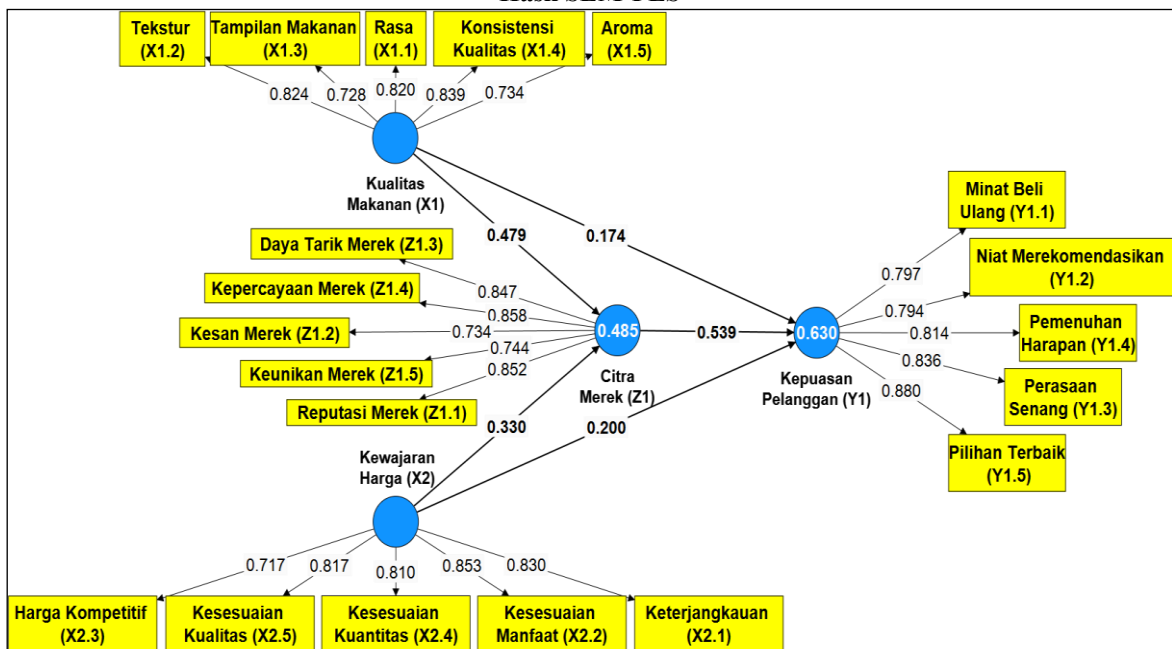 Tekstur
(X1.2)
Tampilan Makanan
(X1.3)
Rasa
(X1.1)
Konsistensi
Kualitas (X1.4)
Aroma
(X1.5)
0.824
0.728
0.820
0.839
0.734
Kualitas
Makanan (X1)
0.479
0.174
Daya Tarik Merek (Z1.3)
Kepercayaan Merek (Z1.4)
Kesan Merek (Z1.2)
Keunikan Merek (Z1.5)
Reputasi Merek (Z1.1)
0.847
0.858
0.734
0.744
0.852
0.485
Citra
Merek (Z1)
0.539
0.630
Kepuasan
Pelanggan (Y1)
0.797
0.794
0.814
0.836
0.880
Minat Beli
Ulang (Y1.1)
Niat Merekomendasikan
(Y1.2)
Pemenuhan
Harapan (Y1.4)
Perasaan
Senang (Y1.3)
Pilihan Terbaik
(Y1.5)
0.330
0.200
Kewajaran
Harga (X2)
0.717
0.817
0.810
0.853
0.830
Harga Kompetitif
(X2.3)
Kesesuaian
Kualitas (X2.5)
Kesesuaian
Kuantitas (X2.4)
Kesesuaian
Manfaat (X2.2)
Keterjangkauan
(X2.1)